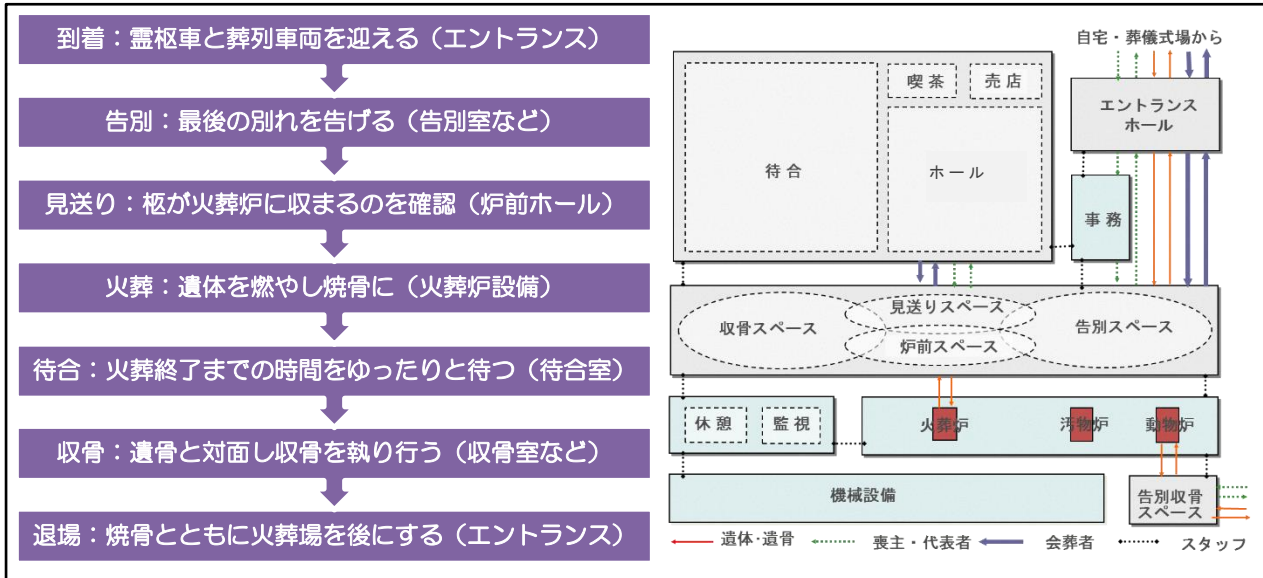 到着：霊枢車と葬列車両を迎える（エントランス）
告別：最後の別れを告げる（告別室など）
見送り：柩が火葬炉に収まるのを確認（炉前ホール）
火葬：遺体を燃やし焼骨に（火葬炉設備）
待合：火葬終了までの時間をゆったりと待つ（待合室）
収骨：遺骨と対面し収骨を執り行う（収骨室など）
退場：焼骨とともに火葬場を後にする（エントランス）
自宅・葬儀式場から
喫茶
売店
エントランス
ホール
待合
ホール
事務
見送りスペース
収骨スペース
告別スペース
炉前スペース
休憩
監視
火葬炉
汚物炉
動物炉
機械設備
告別収骨
スペース
遺体・遺骨
喪主・代表者
会葬者
スタッフ